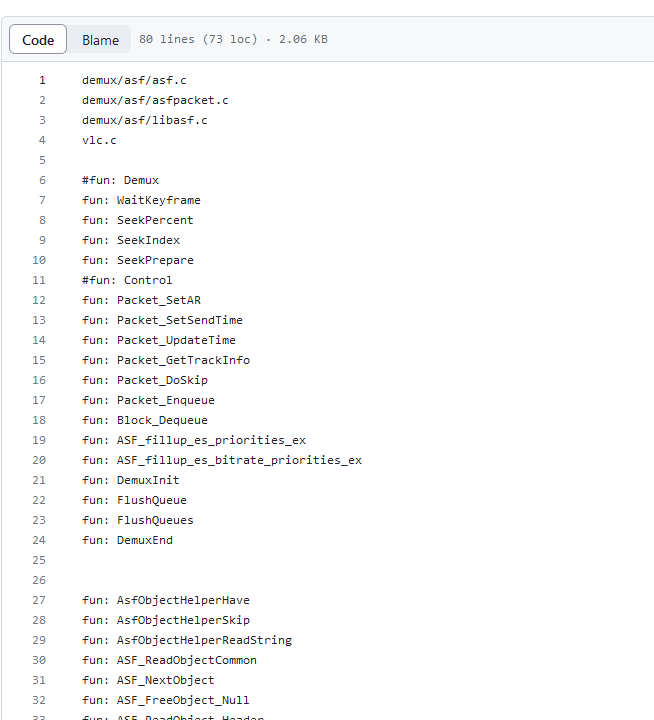 Code Blame 80 lines (73 loc) · 2.06 KB
1 demux/asf/asf.c
2 demux/asf/asfpacket.c
3 demux/asf/libasf.c
4 vlc.c
5
6 #fun: Demux
7 fun: WaitKeyframe
8 fun: SeekPercent
9 fun: SeekIndex
10 fun: SeekPrepare
11 #fun: Control
12 fun: Packet_SetAR
13 fun: Packet_SetSendTime
14 fun: Packet_UpdateTime
15 fun: Packet_GetTrackInfo
16 fun: Packet_DoSkip
17 fun: Packet_Enqueue
18 fun: Block_Dequeue
19 fun: ASF_fillup_es_priorities_ex
20 fun: ASF_fillup_es_bitrate_priorities_ex
21 fun: DemuxInit
22 fun: FlushQueue
23 fun: FlushQueues
24 fun: DemuxEnd
25
26
27 fun: AsfObjectHelperHave
28 fun: AsfObjectHelperSkip
29 fun: AsfObjectHelperReadString
30 fun: ASF_ReadObjectCommon
31 fun: ASF_NextObject
32 fun: ASF_FreeObject_Null
33 fun: ASF_ReadObject_Header